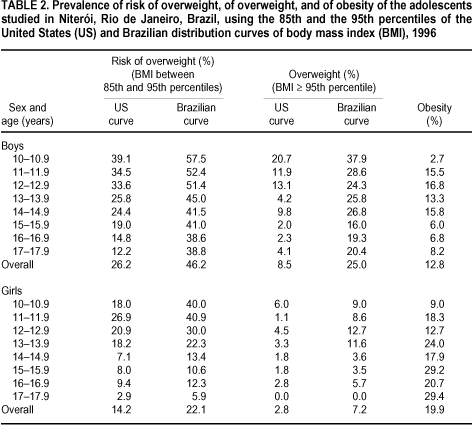 TABLE 2. Prevalence of risk of overweight, of overweight, and of obesity of the adolescents
studied in Niterói, Rio de Janeiro, Brazil, using the 85th and the 95th percentiles of the
United States (US) and Brazilian distribution curves of body mass index (BMI), 1996
Risk of overweight (%) Overweight (%)
(BMI between (BMI ≥ 95th percentile)
85th and 95th percentiles)
Sex and US Brazilian US Brazilian Obesity
age (years) curve curve curve curve (%)
Boys
10–10.9 39.1 57.5 20.7 37.9 2.7
11–11.9 34.5 52.4 11.9 28.6 15.5
12–12.9 33.6 51.4 13.1 24.3 16.8
13–13.9 25.8 45.0 4.2 25.8 13.3
14–14.9 24.4 41.5 9.8 26.8 15.8
15–15.9 19.0 41.0 2.0 16.0 6.0
16–16.9 14.8 38.6 2.3 19.3 6.8
17–17.9 12.2 38.8 4.1 20.4 8.2
Overall 26.2 46.2 8.5 25.0 12.8
Girls
10–10.9 18.0 40.0 6.0 9.0 9.0
11–11.9 26.9 40.9 1.1 8.6 18.3
12–12.9 20.9 30.0 4.5 12.7 12.7
13–13.9 18.2 22.3 3.3 11.6 24.0
14–14.9 7.1 13.4 1.8 3.6 17.9
15–15.9 8.0 10.6 1.8 3.5 29.2
16–16.9 9.4 12.3 2.8 5.7 20.7
17–17.9 2.9 5.9 0.0 0.0 29.4
Overall 14.2 22.1 2.8 7.2 19.9